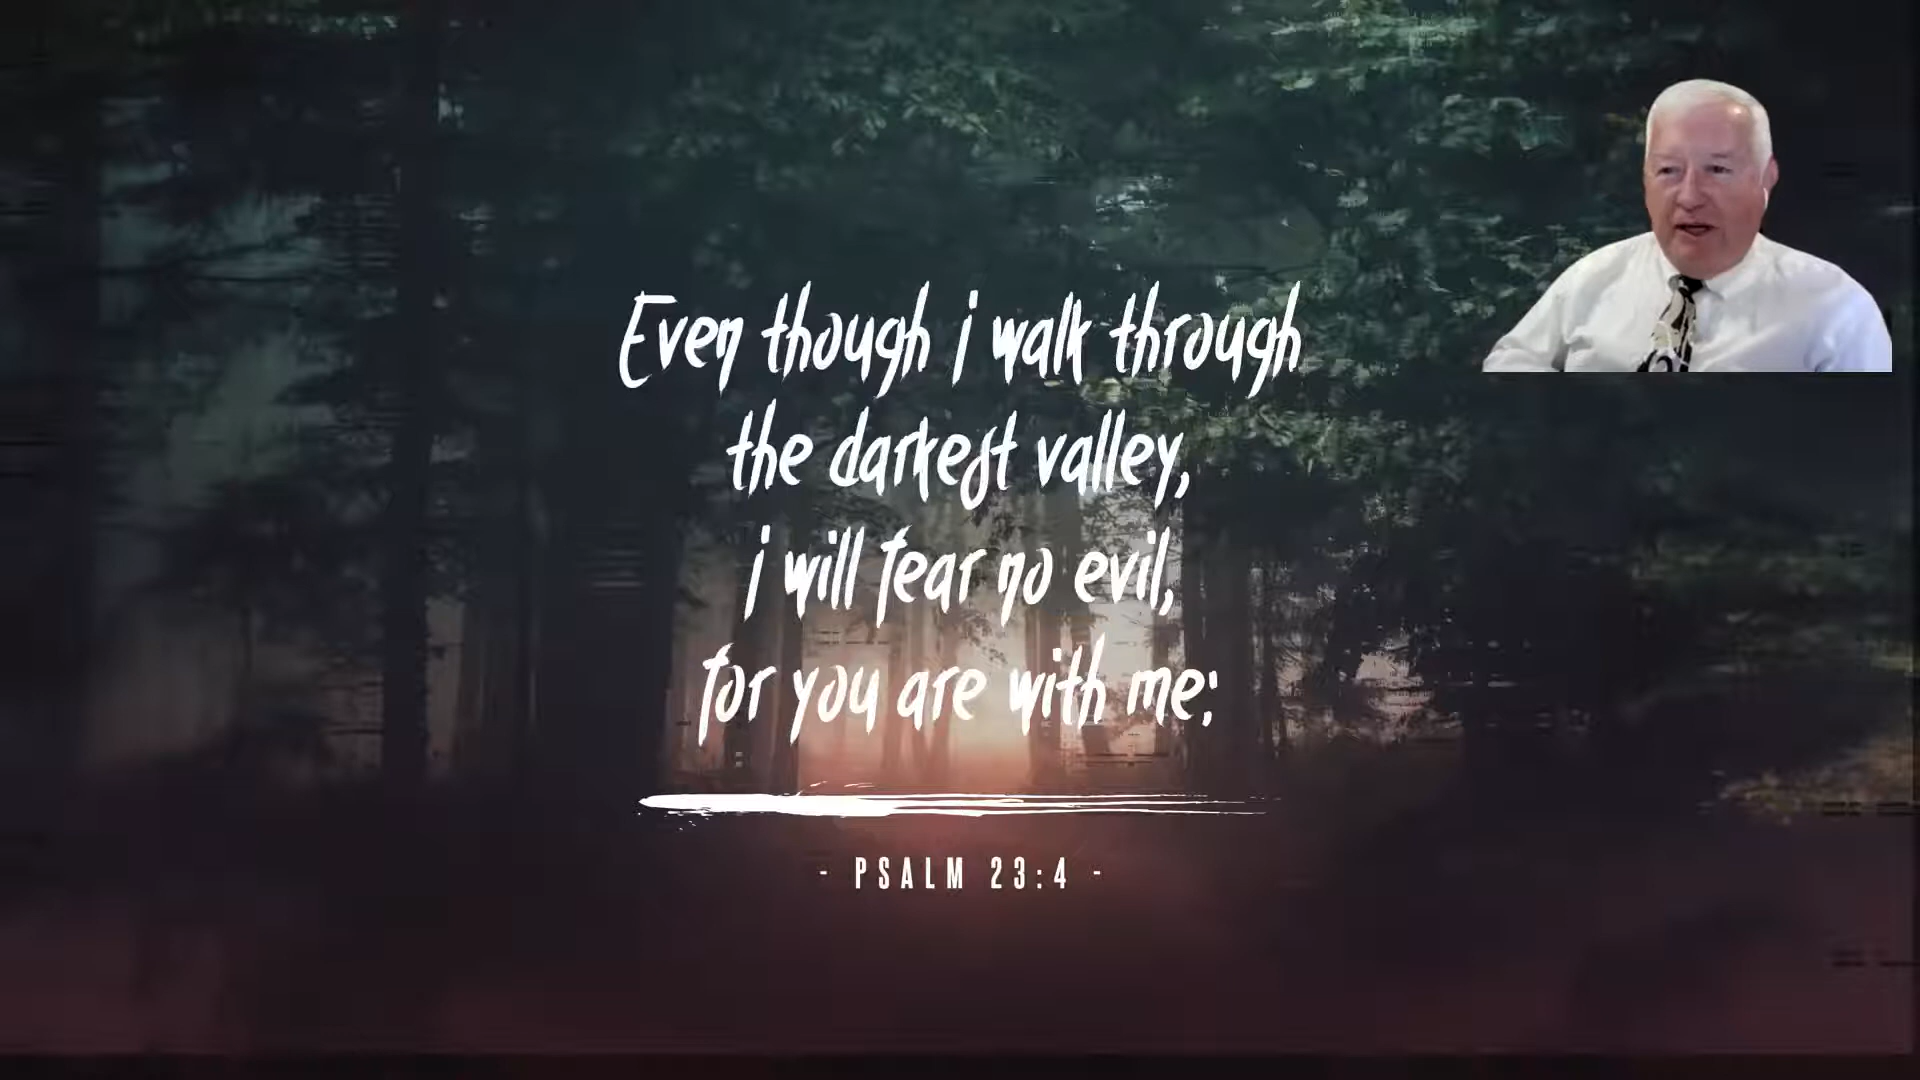 Even though i walk through
the darkest valley,
i will fear no evil,
for you are with me;
- PSALM 23:4 -